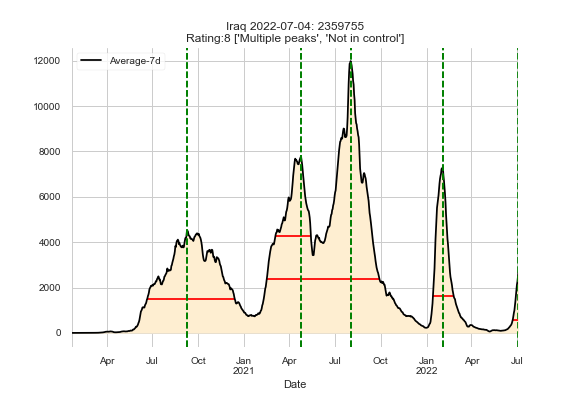 Iraq 2022-07-04: 2359755
Rating:8 ['Multiple peaks', 'Not in control']
Average-7d
12000
10000
8000
6000
4000
2000
0
Apr Jul Oct Jan Apr Jul Oct Jan Apr Jul
2021 2022
Date